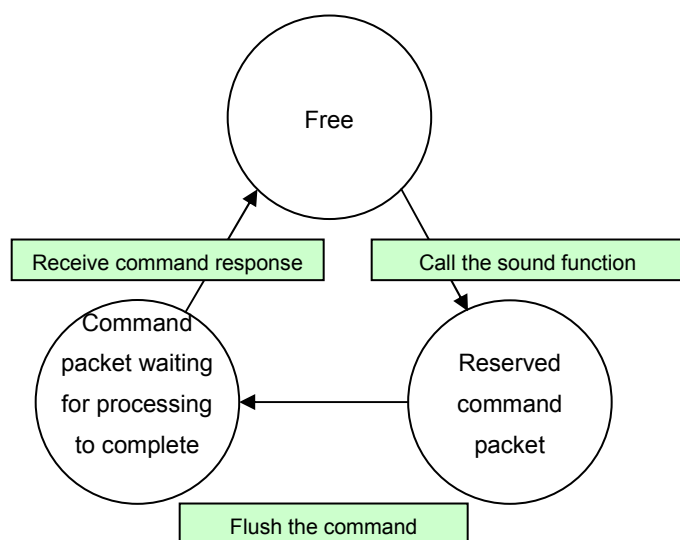 Free
Receive command response
Call the sound function
Command
packet waiting
for processing
to complete
Reserved
command
packet
Flush the command